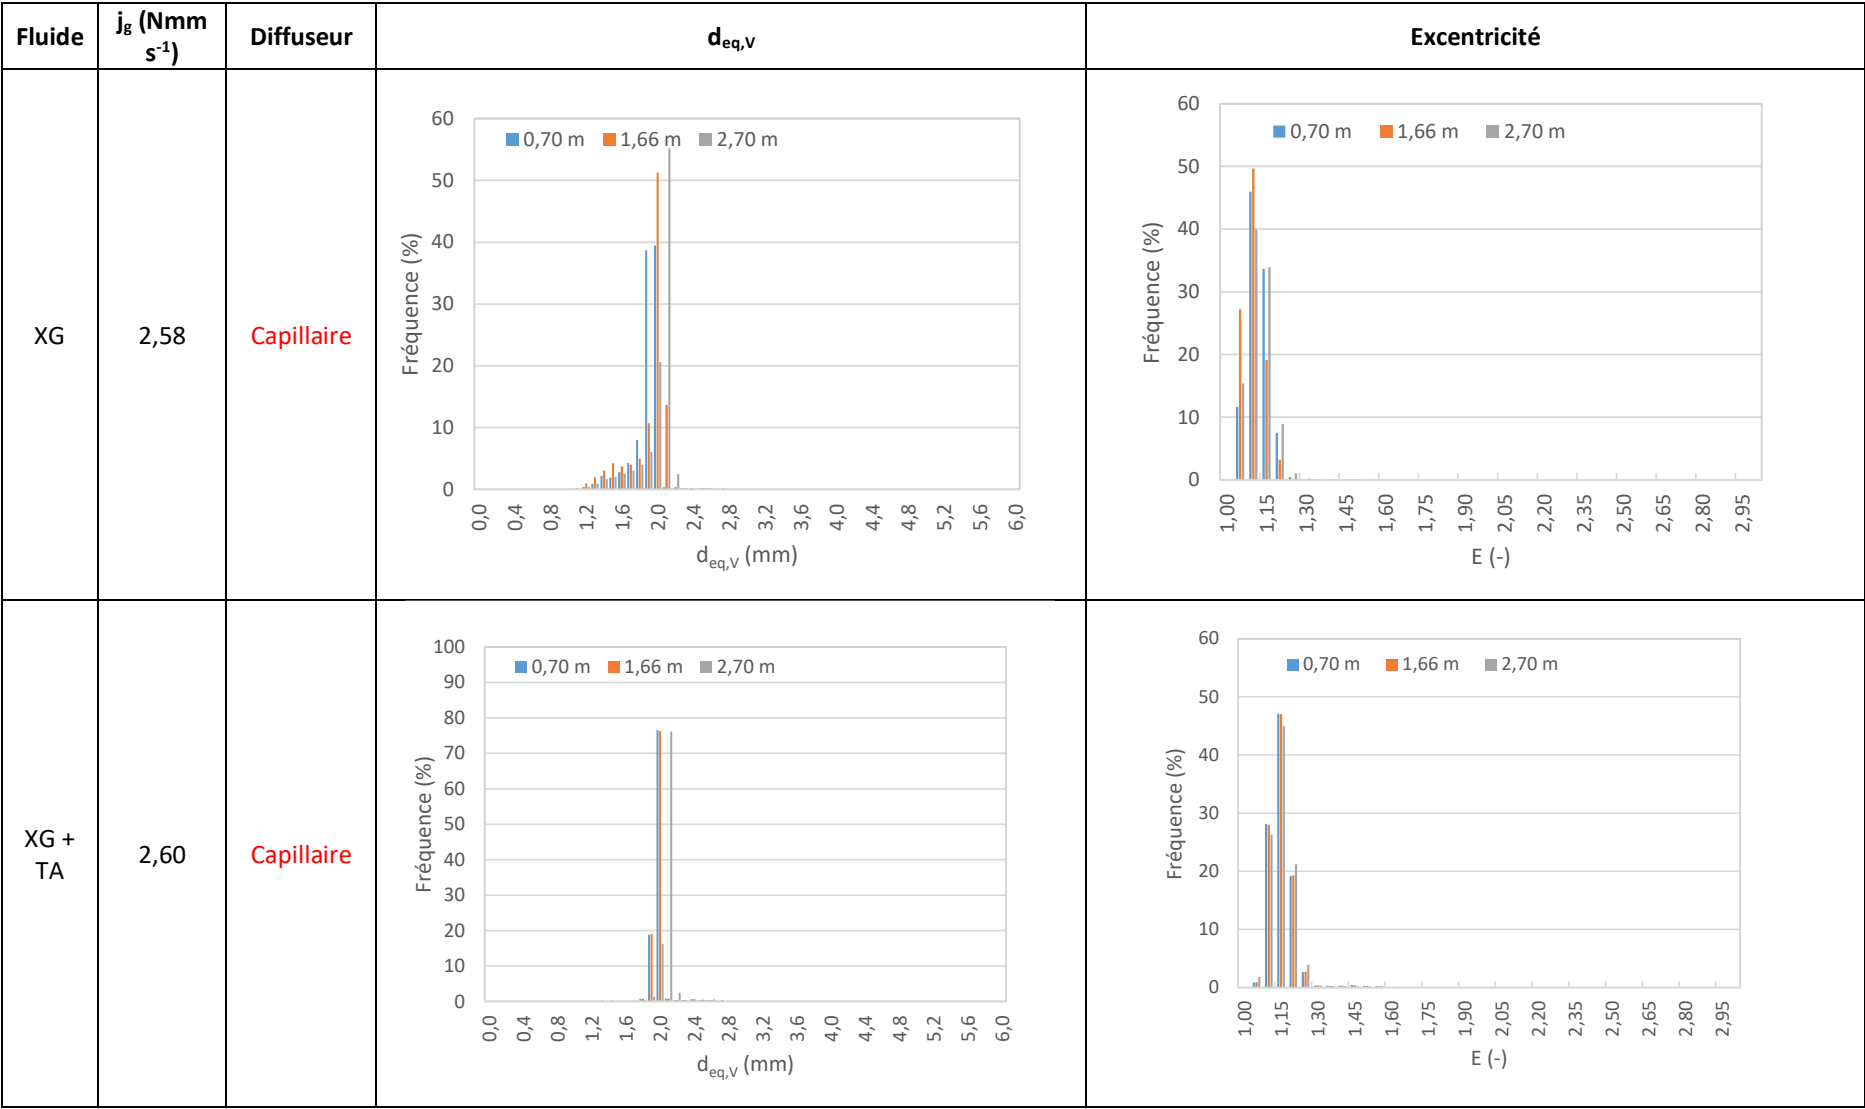 Fluide
j_g (Nmm
s⁻¹)
Diffuseur
d_eq,V
Excentricité
XG
2,58
Capillaire
60
50
40
30
20
10
0
Fréquence (%)
0,70 m 1,66 m 2,70 m
0,0 0,4 0,8 1,2 1,6 2,0 2,4 2,8 3,2 3,6 4,0 4,4 4,8 5,2 5,6 6,0
d_eq,V (mm)
60
50
40
30
20
10
0
Fréquence (%)
0,70 m 1,66 m 2,70 m
1,00 1,15 1,30 1,45 1,60 1,75 1,90 2,05 2,20 2,35 2,50 2,65 2,80 2,95
E (-)
XG +
TA
2,60
Capillaire
100
90
80
70
60
50
40
30
20
10
0
Fréquence (%)
0,70 m 1,66 m 2,70 m
0,0 0,4 0,8 1,2 1,6 2,0 2,4 2,8 3,2 3,6 4,0 4,4 4,8 5,2 5,6 6,0
d_eq,V (mm)
60
50
40
30
20
10
0
Fréquence (%)
0,70 m 1,66 m 2,70 m
1,00 1,15 1,30 1,45 1,60 1,75 1,90 2,05 2,20 2,35 2,50 2,65 2,80 2,95
E (-)